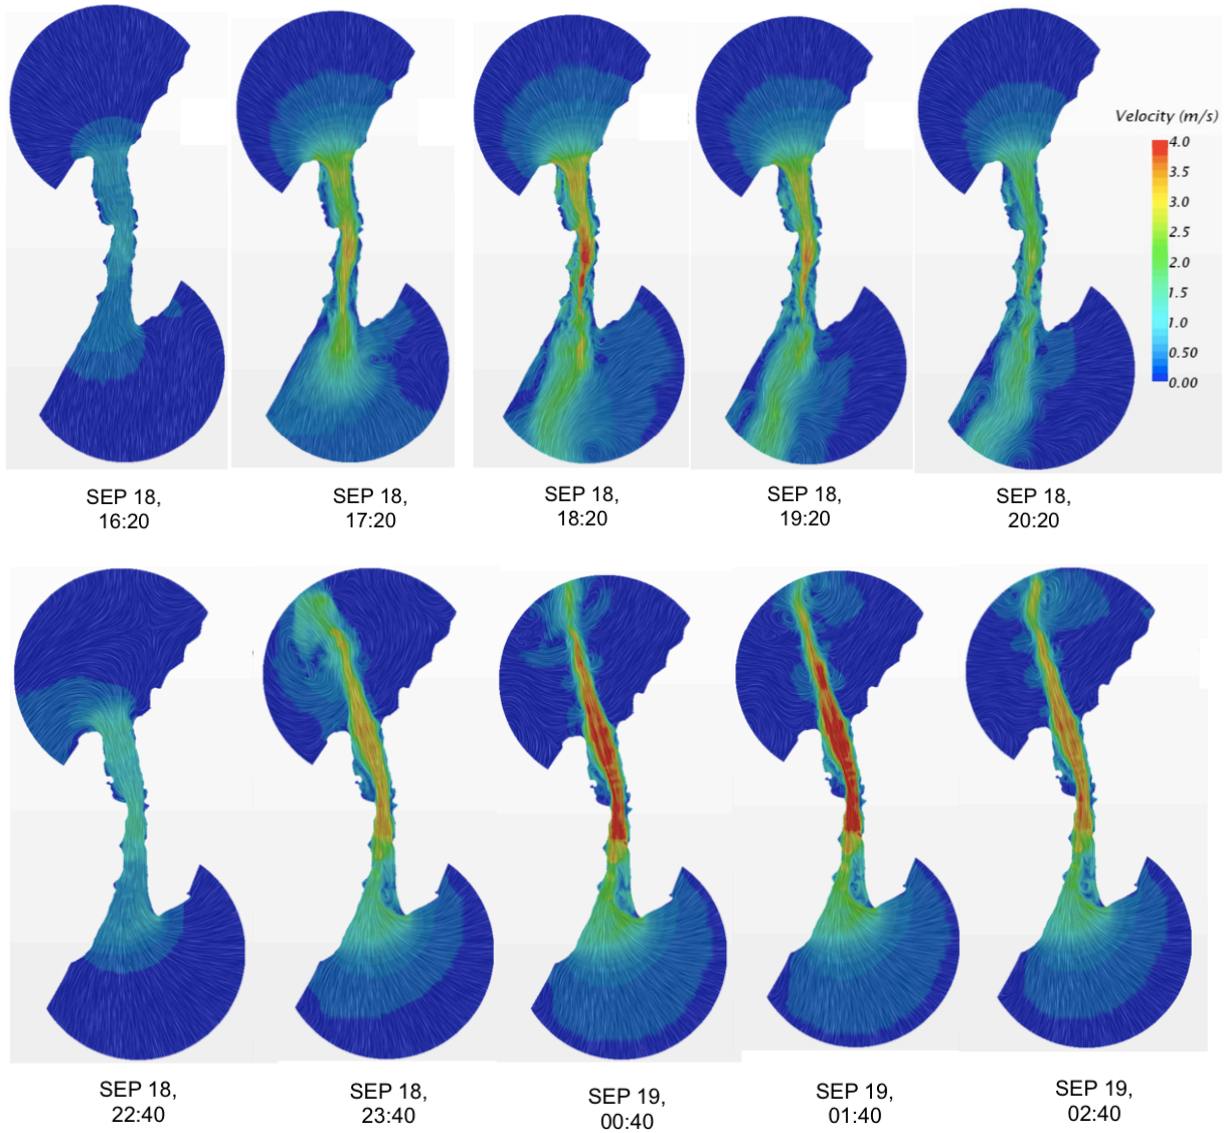 Velocity (m/s)
4.0
3.5
3.0
2.5
2.0
1.5
1.0
0.50
0.00
SEP 18,
16:20
SEP 18,
17:20
SEP 18,
18:20
SEP 18,
19:20
SEP 18,
20:20
SEP 18,
22:40
SEP 18,
23:40
SEP 19,
00:40
SEP 19,
01:40
SEP 19,
02:40